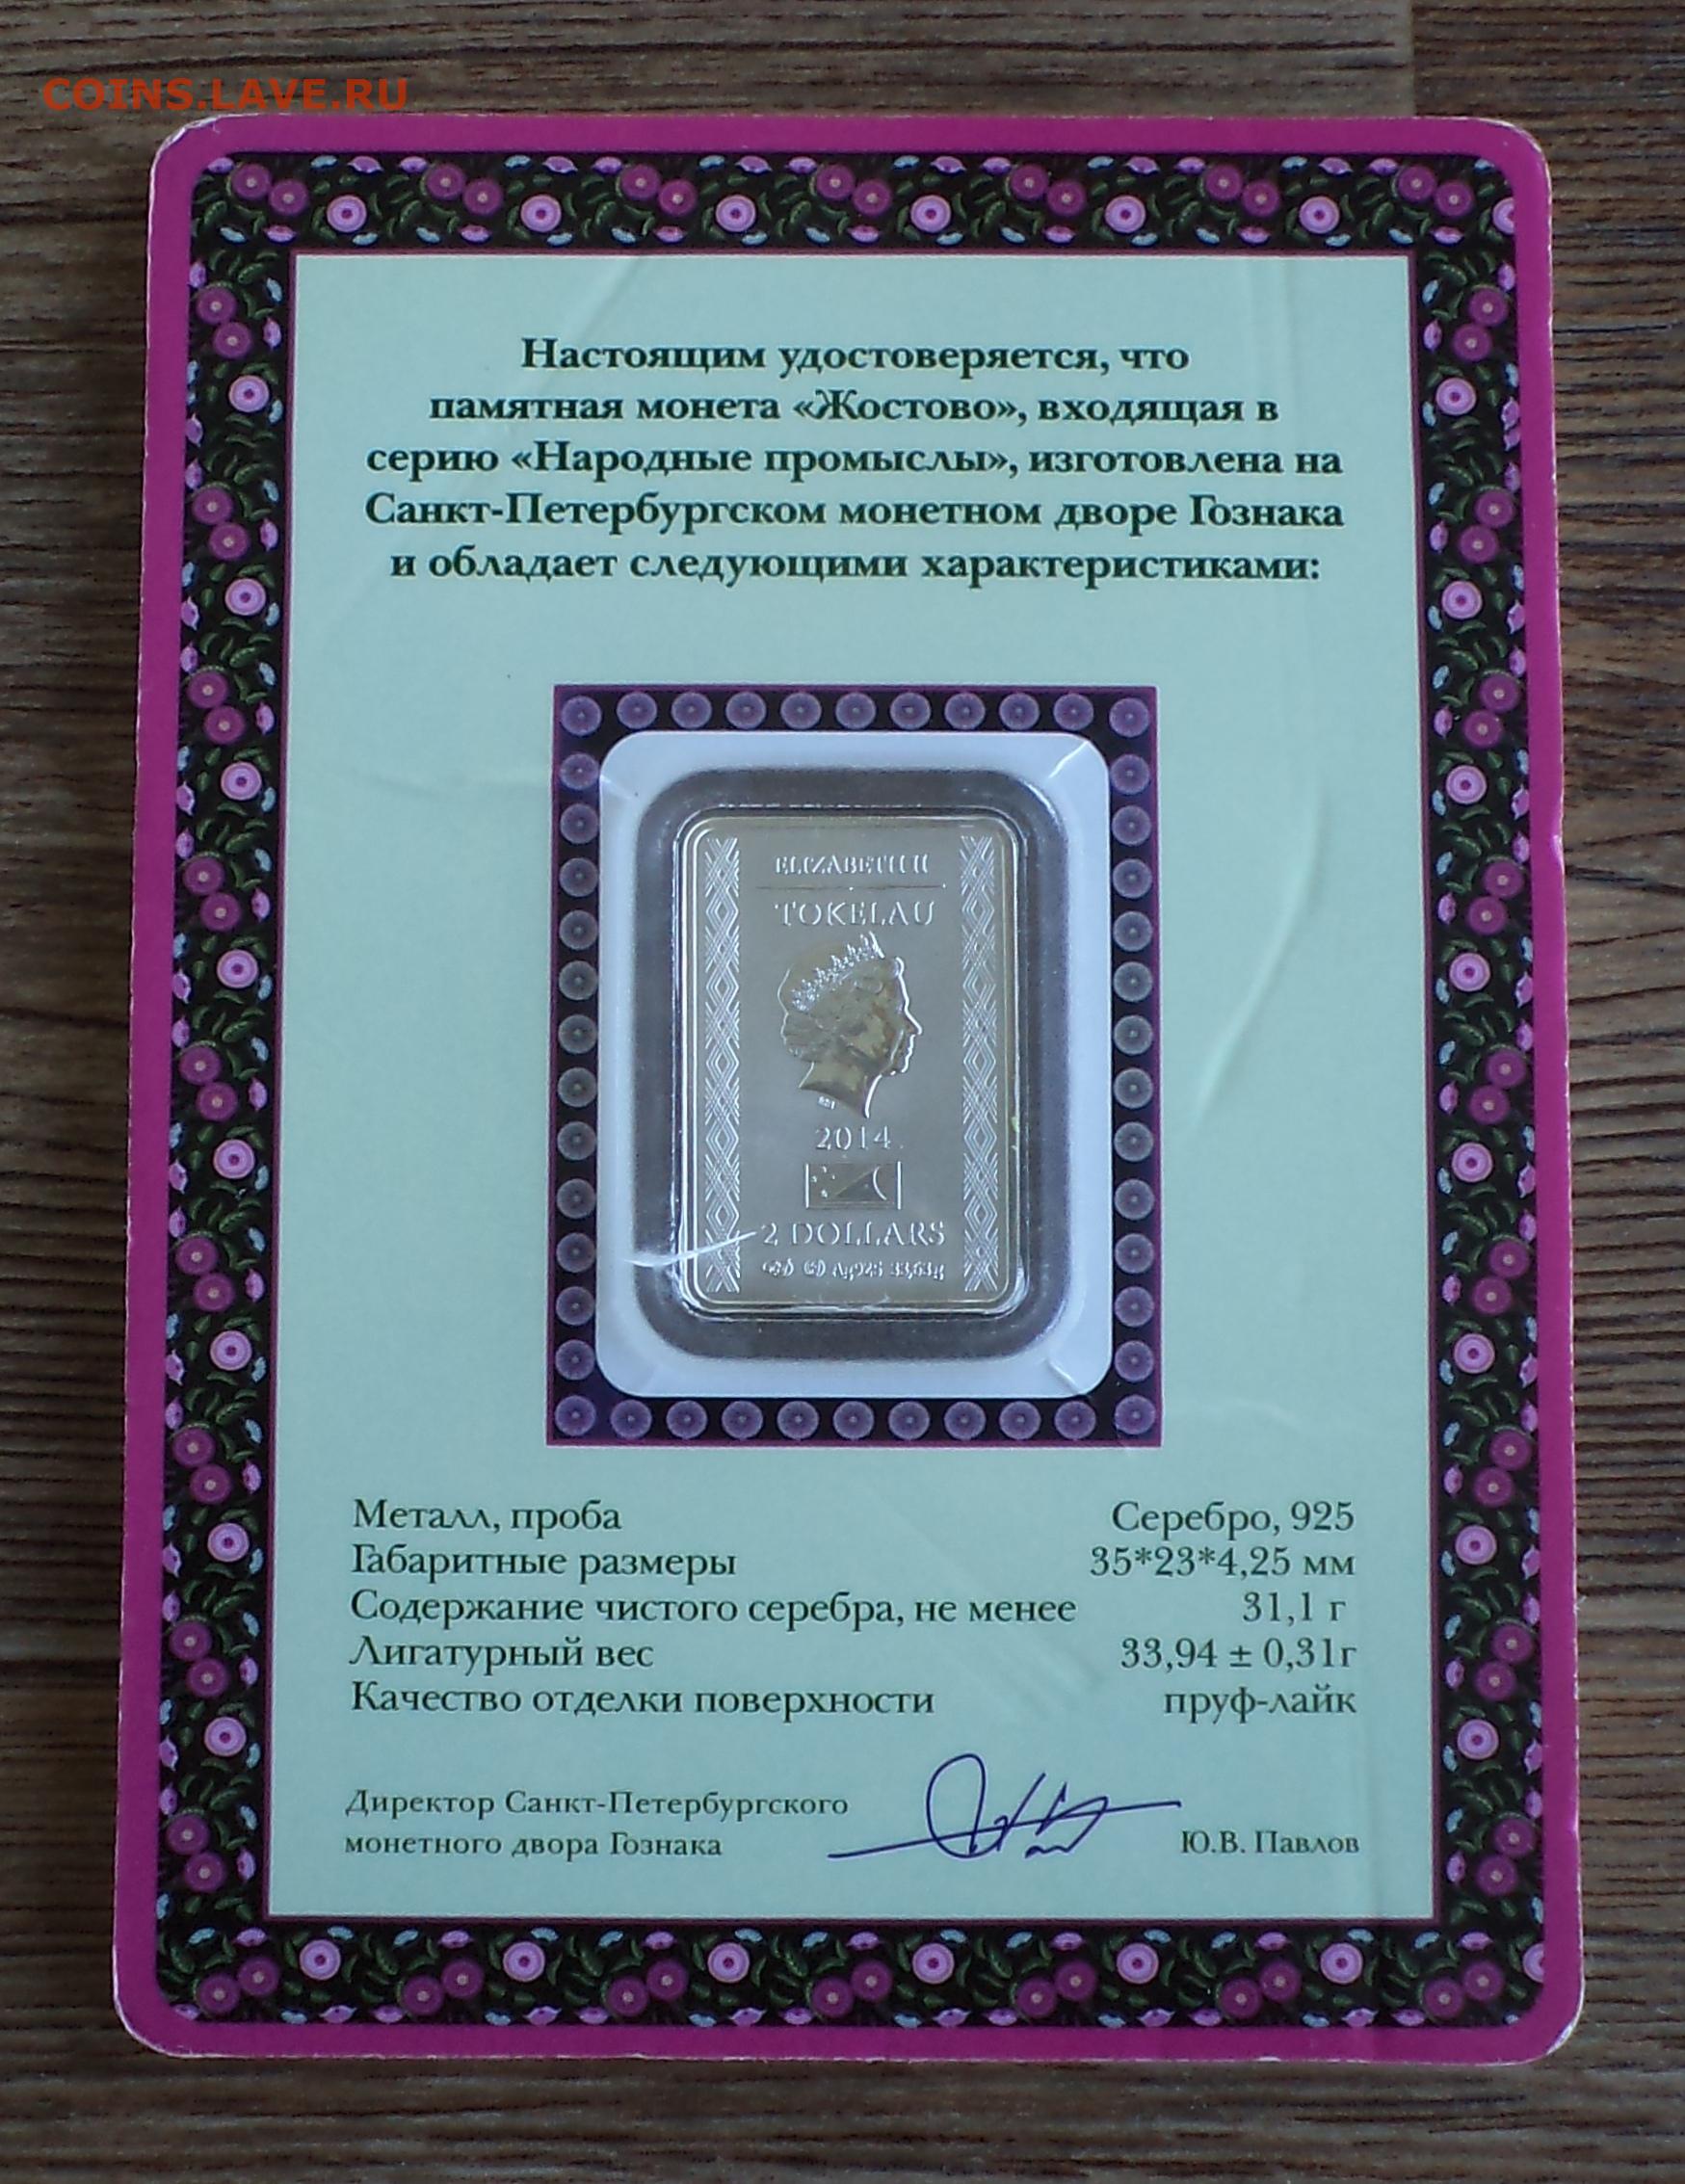 COINS.LAVE.RU
Настоящим удостоверяется, что
памятная монета «Жостово», входящая в
серию «Народные промыслы», изготовлена на
Санкт-Петербургском монетном дворе Гознака
и обладает следующими характеристиками:
ELIZABETH II
TOKELAU
2014
2 DOLLARS
Ag925 33,63g
Металл, проба Серебро, 925
Габаритные размеры 35*23*4,25 мм
Содержание чистого серебра, не менее 31,1 г
Лигатурный вес 33,94 ± 0,31г
Качество отделки поверхности пруф-лайк
Директор Санкт-Петербургского
монетного двора Гознака Ю.В. Павлов